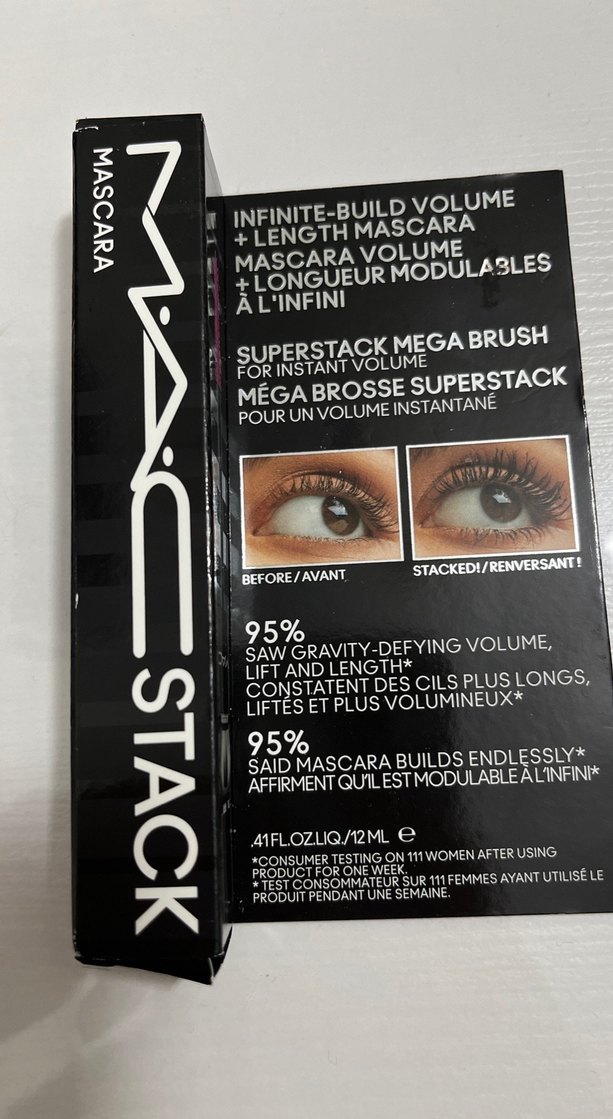 MASCARA
MAC STACK
INFINITE-BUILD VOLUME
+ LENGTH MASCARA
MASCARA VOLUME
+ LONGUEUR MODULABLES
À L'INFINI
SUPERSTACK MEGA BRUSH
FOR INSTANT VOLUME
MÉGA BROSSE SUPERSTACK
POUR UN VOLUME INSTANTANÉ
BEFORE / AVANT
STACKED! / RENVERSANT !
95%
SAW GRAVITY-DEFYING VOLUME,
LIFT AND LENGTH*
CONSTATENT DES CILS PLUS LONGS,
LIFTÉS ET PLUS VOLUMINEUX*
95%
SAID MASCARA BUILDS ENDLESSLY*
AFFIRMENT QU'IL EST MODULABLE À L'INFINI*
.41 FL.OZ.LIQ./12 ML ℮
*CONSUMER TESTING ON 111 WOMEN AFTER USING
PRODUCT FOR ONE WEEK.
* TEST CONSOMMATEUR SUR 111 FEMMES AYANT UTILISÉ LE
PRODUIT PENDANT UNE SEMAINE.